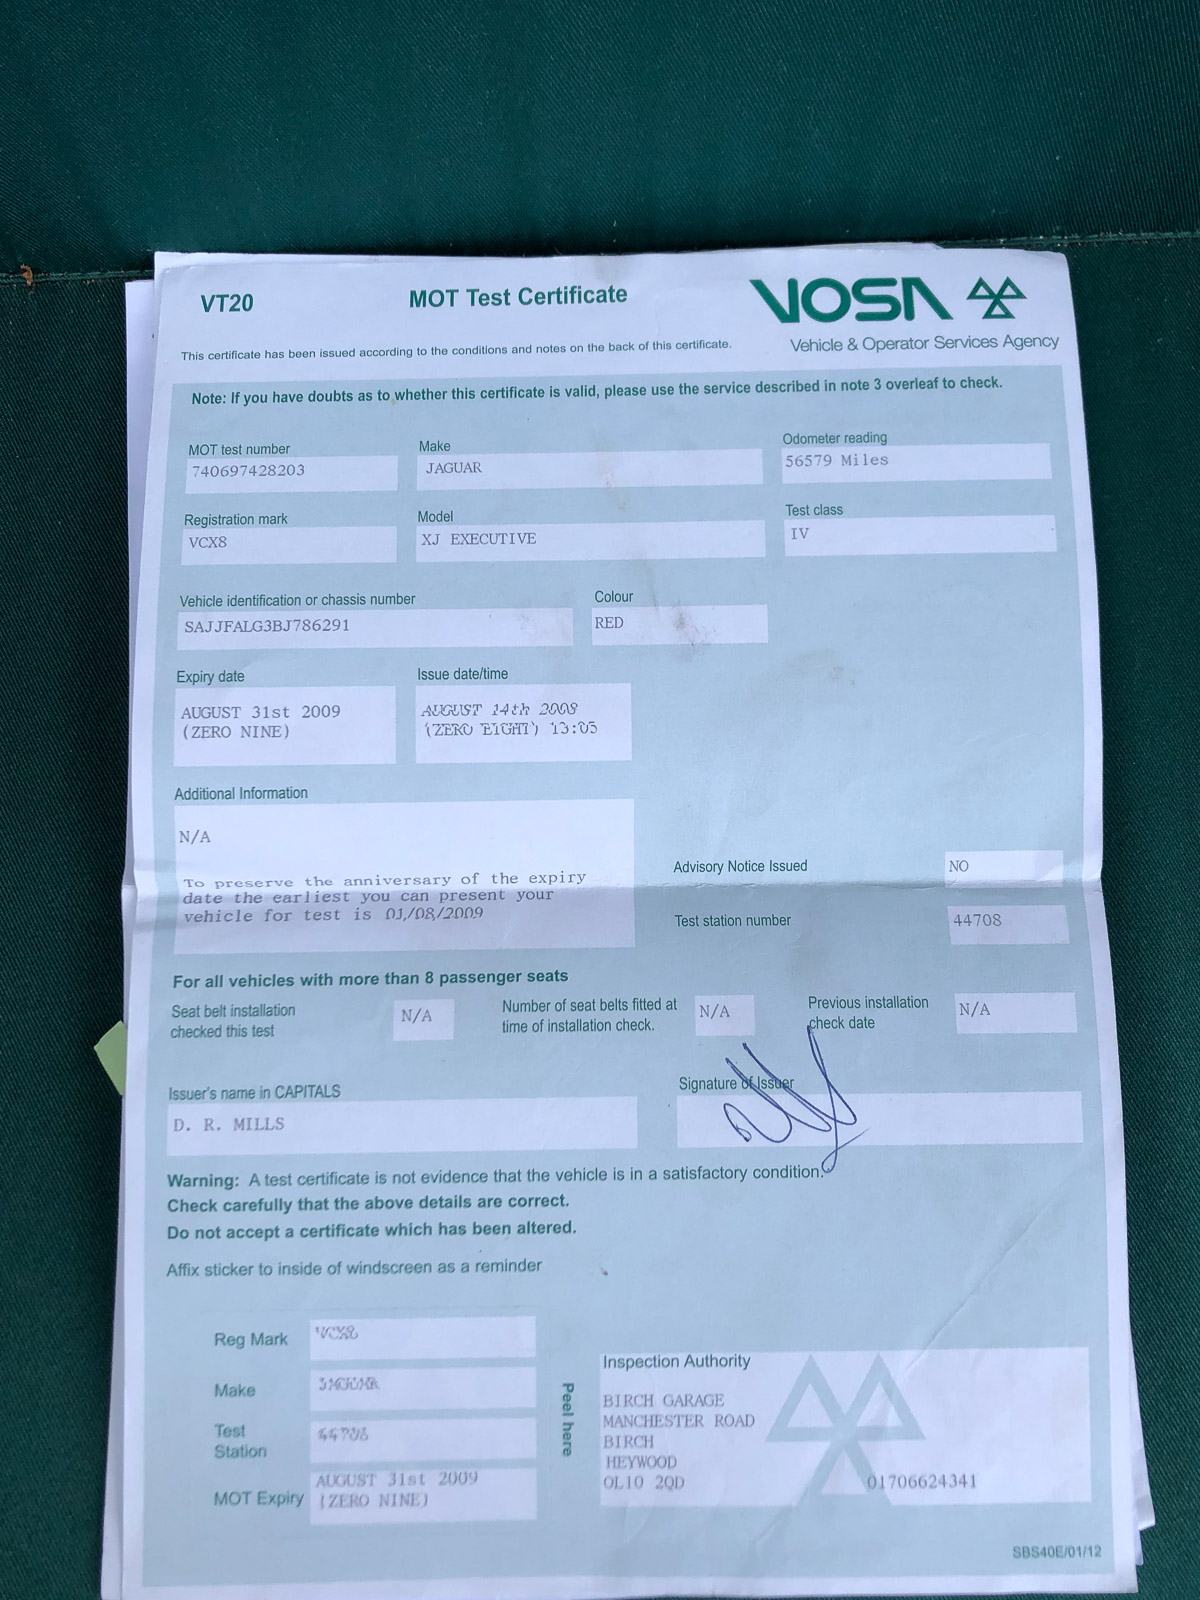 VT20
MOT Test Certificate
VOSA
Vehicle & Operator Services Agency
This certificate has been issued according to the conditions and notes on the back of this certificate.
Note: If you have doubts as to whether this certificate is valid, please use the service described in note 3 overleaf to check.
MOT test number
740697428203
Make
JAGUAR
Odometer reading
56579 Miles
Registration mark
VCX8
Model
XJ EXECUTIVE
Test class
IV
Vehicle identification or chassis number
SAJJFALG3BJ786291
Colour
RED
Expiry date
AUGUST 31st 2009
(ZERO NINE)
Issue date/time
AUGUST 14th 2008
(ZERO EIGHT) 13:05
Additional Information
N/A
To preserve the anniversary of the expiry
date the earliest you can present your
vehicle for test is 01/08/2009
Advisory Notice Issued
NO
Test station number
44708
For all vehicles with more than 8 passenger seats
Seat belt installation
checked this test
N/A
Number of seat belts fitted at
time of installation check.
N/A
Previous installation
check date
N/A
Issuer's name in CAPITALS
D. R. MILLS
Signature of Issuer
Warning: A test certificate is not evidence that the vehicle is in a satisfactory condition.
Check carefully that the above details are correct.
Do not accept a certificate which has been altered.
Affix sticker to inside of windscreen as a reminder
Reg Mark
VCX8
Make
JAGUAR
Test
Station
44708
MOT Expiry
AUGUST 31st 2009
(ZERO NINE)
Peel here
Inspection Authority
BIRCH GARAGE
MANCHESTER ROAD
BIRCH
HEYWOOD
OL10 2QD
01706624341
SBS40E/01/12